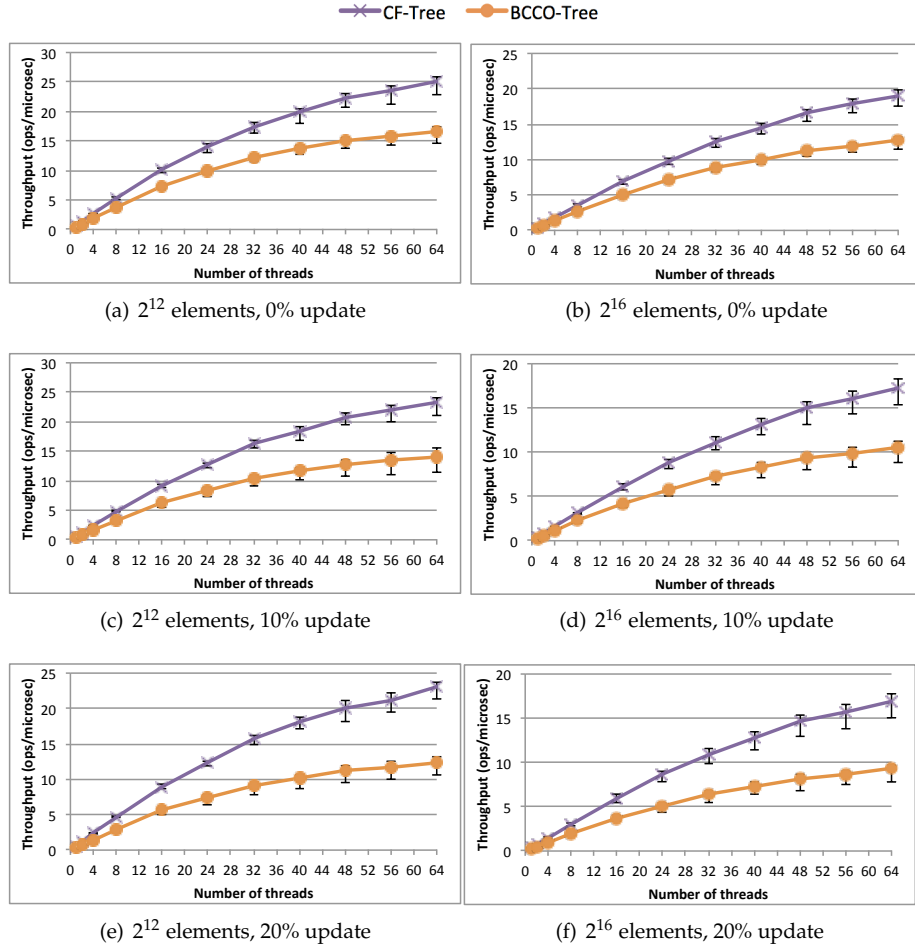 CF-Tree BCCO-Tree
Throughput (ops/microsec)
30
25
20
15
10
5
0
0 4 8 12 16 20 24 28 32 36 40 44 48 52 56 60 64
Number of threads
(a) 2^12 elements, 0% update
Throughput (ops/microsec)
25
20
15
10
5
0
0 4 8 12 16 20 24 28 32 36 40 44 48 52 56 60 64
Number of threads
(b) 2^16 elements, 0% update
Throughput (ops/microsec)
30
25
20
15
10
5
0
0 4 8 12 16 20 24 28 32 36 40 44 48 52 56 60 64
Number of threads
(c) 2^12 elements, 10% update
Throughput (ops/microsec)
20
15
10
5
0
0 4 8 12 16 20 24 28 32 36 40 44 48 52 56 60 64
Number of threads
(d) 2^16 elements, 10% update
Throughput (ops/microsec)
25
20
15
10
5
0
0 4 8 12 16 20 24 28 32 36 40 44 48 52 56 60 64
Number of threads
(e) 2^12 elements, 20% update
Throughput (ops/microsec)
20
15
10
5
0
0 4 8 12 16 20 24 28 32 36 40 44 48 52 56 60 64
Number of threads
(f) 2^16 elements, 20% update